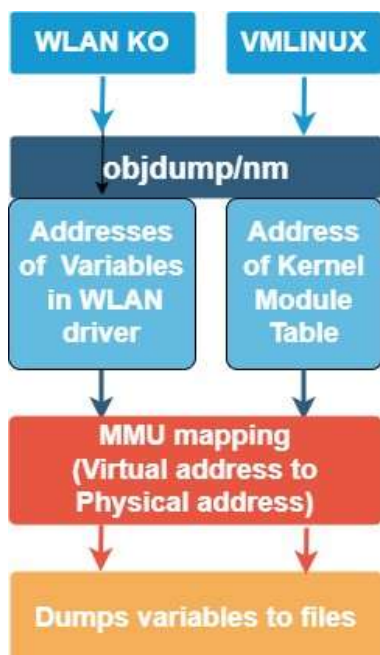 WLAN KO
VMLINUX
objdump/nm
Addresses
of Variables
in WLAN
driver
Address
of Kernel
Module
Table
MMU mapping
(Virtual address to
Physical address)
Dumps variables to files